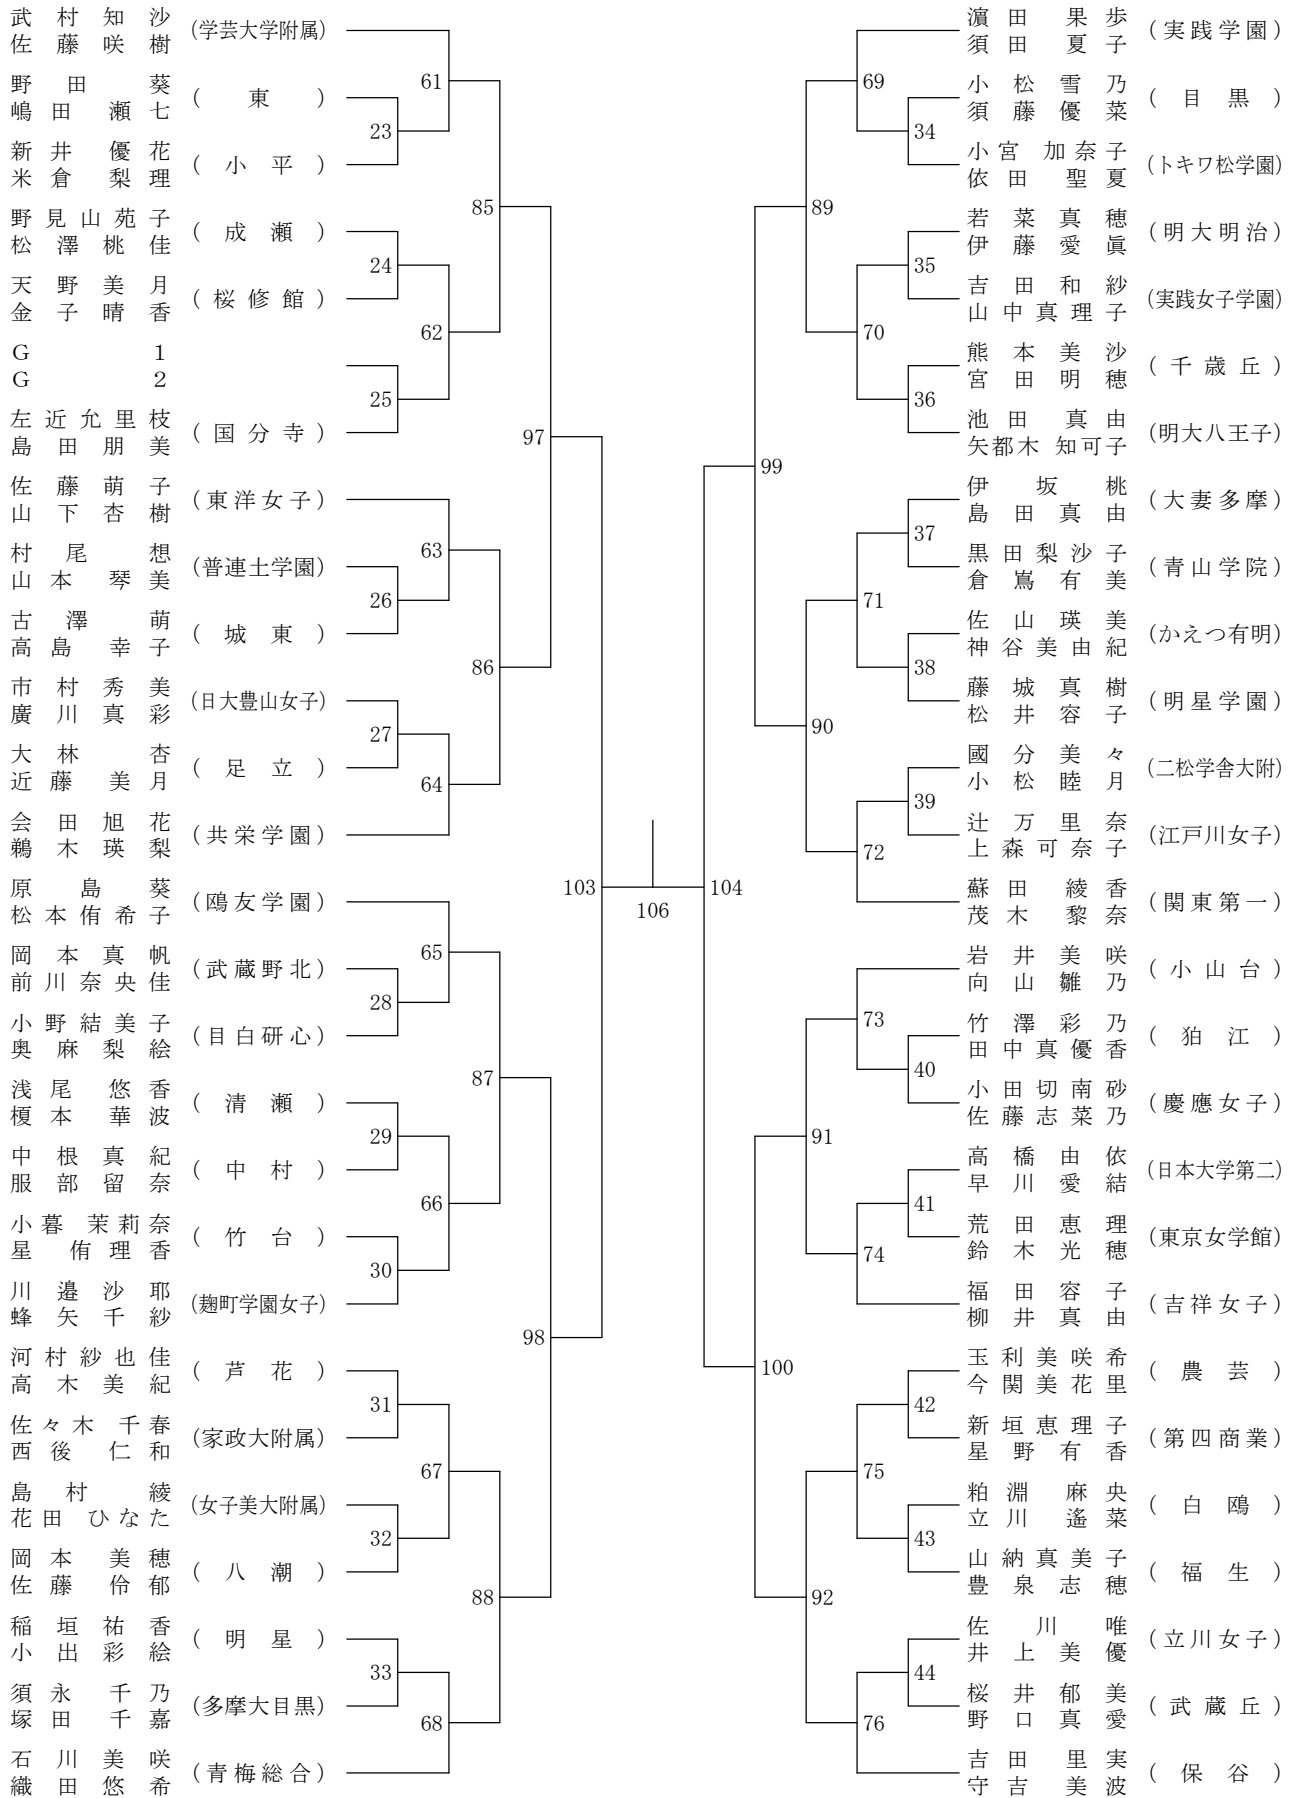 武村知沙
佐藤咲樹
(学芸大学附属)
野田葵
嶋田瀬七
(東)
新井優花
米倉梨理
(小平)
野見山苑子
松澤桃佳
(成瀬)
天野美月
金子晴香
(桜修館)
G 1
G 2
左近允里枝
島田朋美
(国分寺)
佐藤萌子
山下杏樹
(東洋女子)
村尾想
山本琴美
(普連土学園)
古澤萌
高島幸子
(城東)
市村秀美
廣川真彩
(日大豊山女子)
大林杏
近藤美月
(足立)
会田旭花
鵜木瑛梨
(共栄学園)
原島葵
松本侑希子
(鴎友学園)
岡本真帆
前川奈央佳
(武蔵野北)
小野結美子
奥麻梨絵
(目白研心)
浅尾悠香
榎本華波
(清瀬)
中根真紀
服部留奈
(中村)
小暮茉莉奈
星侑理香
(竹台)
川邉沙耶
蜂矢千紗
(麹町学園女子)
河村紗也佳
高木美紀
(芦花)
佐々木千春
西後仁和
(家政大附属)
島村綾
花田ひなた
(女子美大附属)
岡本美穂
佐藤伶郁
(八潮)
稲垣祐香
小出彩絵
(明星)
須永千乃
塚田千嘉
(多摩大目黒)
石川美咲
織田悠希
(青梅総合)
61
23
85
24
62
25
97
63
26
86
27
64
103
65
28
87
29
66
30
98
31
67
32
88
33
68
106
濵田果歩
須田夏子
(実践学園)
小松雪乃
須藤優菜
(目黒)
小宮加奈子
依田聖夏
(トキワ松学園)
若菜真穂
伊藤愛眞
(明大明治)
吉田和紗
山中真理子
(実践女子学園)
熊本美沙
宮田明穂
(千歳丘)
池田真由
矢都木知可子
(明大八王子)
伊坂桃
島田真由
(大妻多摩)
黒田梨沙子
倉嶌有美
(青山学院)
佐山瑛美
神谷美由紀
(かえつ有明)
藤城真樹
松井容子
(明星学園)
國分美々
小松睦月
(二松学舎大附)
辻万里奈
上森可奈子
(江戸川女子)
蘇田綾香
茂木黎奈
(関東第一)
岩井美咲
向山雛乃
(小山台)
竹澤彩乃
田中真優香
(狛江)
小田切南砂
佐藤志菜乃
(慶應女子)
高橋由依
早川愛結
(日本大学第二)
荒田恵理
鈴木光穂
(東京女学館)
福田容子
柳井真由
(吉祥女子)
玉利美咲希
今関美花里
(農芸)
新垣恵理子
星野有香
(第四商業)
粕淵麻央
立川遙菜
(白鴎)
山納真美子
豊泉志穂
(福生)
佐川唯
井上美優
(立川女子)
桜井郁美
野口真愛
(武蔵丘)
吉田里実
守吉美波
(保谷)
69
34
89
35
70
36
99
37
71
38
90
39
72
104
73
40
91
41
74
100
42
75
43
92
44
76